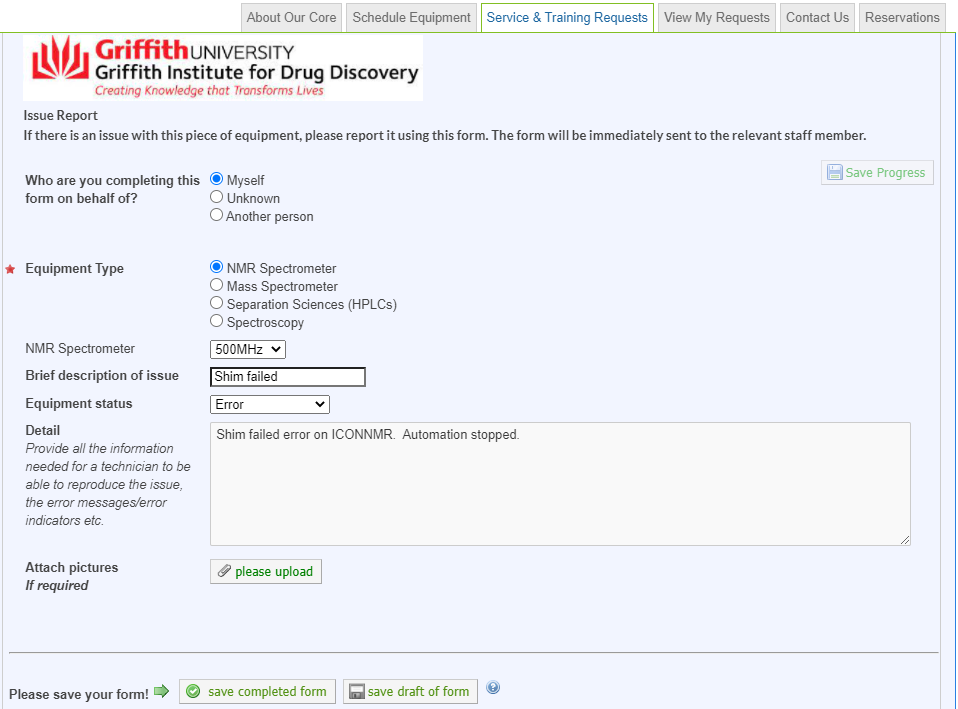 About Our Core Schedule Equipment Service & Training Requests View My Requests Contact Us Reservations
Griffith UNIVERSITY
Griffith Institute for Drug Discovery
Creating Knowledge that Transforms Lives
Issue Report
If there is an issue with this piece of equipment, please report it using this form. The form will be immediately sent to the relevant staff member.
Save Progress
Who are you completing this
form on behalf of?
Myself
Unknown
Another person
Equipment Type
NMR Spectrometer
Mass Spectrometer
Separation Sciences (HPLCs)
Spectroscopy
NMR Spectrometer 500MHz
Brief description of issue Shim failed
Equipment status Error
Detail
Provide all the information
needed for a technician to be
able to reproduce the issue,
the error messages/error
indicators etc.
Shim failed error on ICONNMR. Automation stopped.
Attach pictures
If required
please upload
Please save your form! save completed form save draft of form